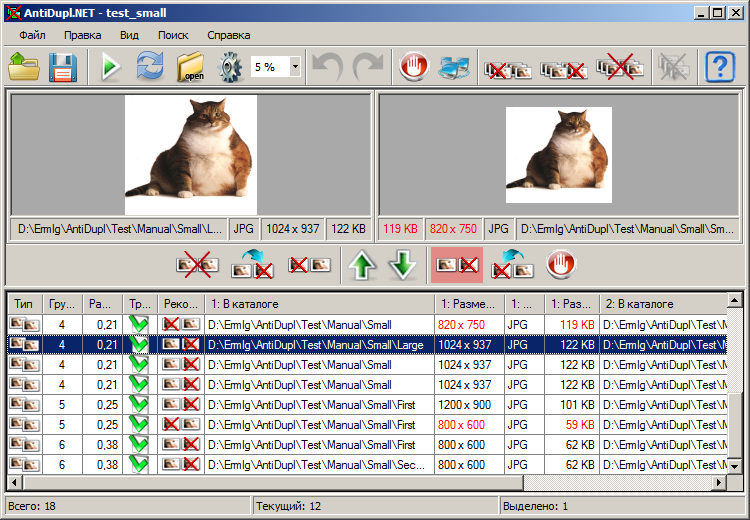 AntiDupl.NET - test_small
Файл Правка Вид Поиск Справка
open 5 % ?
D:\ErmIg\AntiDupl\Test\Manual\Small\L... JPG 1024 x 937 122 KB 119 KB 820 x 750 JPG D:\ErmIg\AntiDupl\Test\Manual\Small\Sm...
Тип Гру... Ра... Тр... Реко... 1: В каталоге 1: Разме... 1: ... 1: Раз... 2: В каталоге
4 0,21 D:\ErmIg\AntiDupl\Test\Manual\Small 820 x 750 JPG 119 KB D:\ErmIg\AntiDupl\Test\M
4 0,21 D:\ErmIg\AntiDupl\Test\Manual\Small\Large 1024 x 937 JPG 122 KB D:\ErmIg\AntiDupl\Test\M
4 0,21 D:\ErmIg\AntiDupl\Test\Manual\Small 1024 x 937 JPG 122 KB D:\ErmIg\AntiDupl\Test\M
4 0,21 D:\ErmIg\AntiDupl\Test\Manual\Small 1024 x 937 JPG 122 KB D:\ErmIg\AntiDupl\Test\M
5 0,25 D:\ErmIg\AntiDupl\Test\Manual\Small\First 1200 x 900 JPG 101 KB D:\ErmIg\AntiDupl\Test\M
5 0,25 D:\ErmIg\AntiDupl\Test\Manual\Small\First 800 x 600 JPG 59 KB D:\ErmIg\AntiDupl\Test\M
6 0,38 D:\ErmIg\AntiDupl\Test\Manual\Small\First 800 x 600 JPG 62 KB D:\ErmIg\AntiDupl\Test\M
6 0,38 D:\ErmIg\AntiDupl\Test\Manual\Small\Sec... 800 x 600 JPG 62 KB D:\ErmIg\AntiDupl\Test\M
Всего: 18 Текущий: 12 Выделено: 1